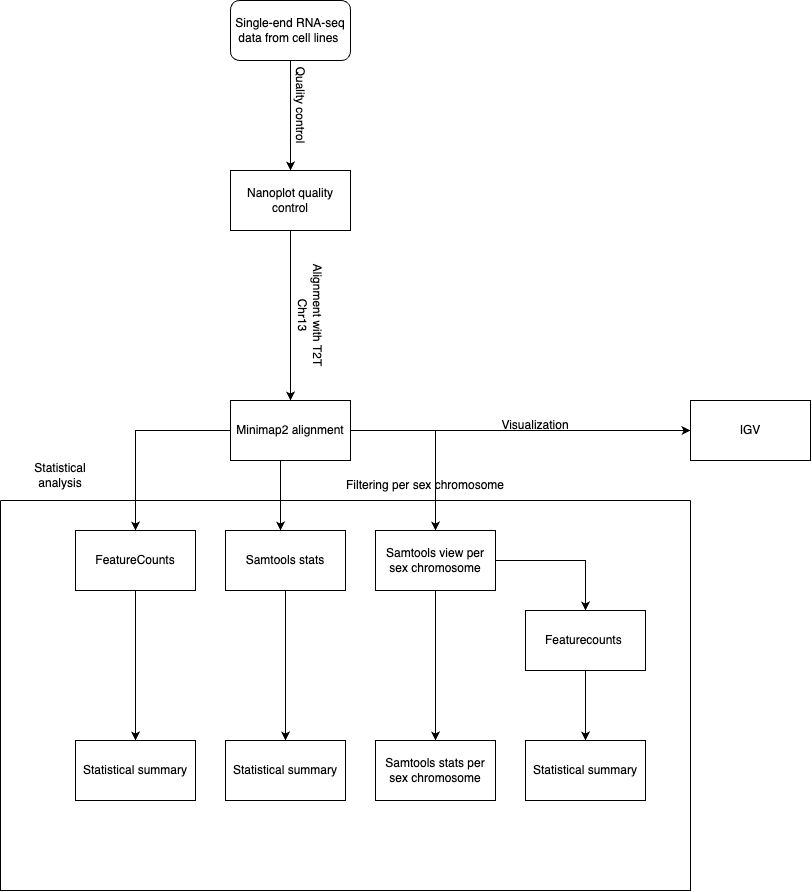 Single-end RNA-seq
data from cell lines
Quality control
Nanoplot quality
control
Alignment with T2T
Chr13
Minimap2 alignment
Visualization
IGV
Statistical
analysis
Filtering per sex chromosome
FeatureCounts
Samtools stats
Samtools view per
sex chromosome
Featurecounts
Statistical summary
Statistical summary
Samtools stats per
sex chromosome
Statistical summary